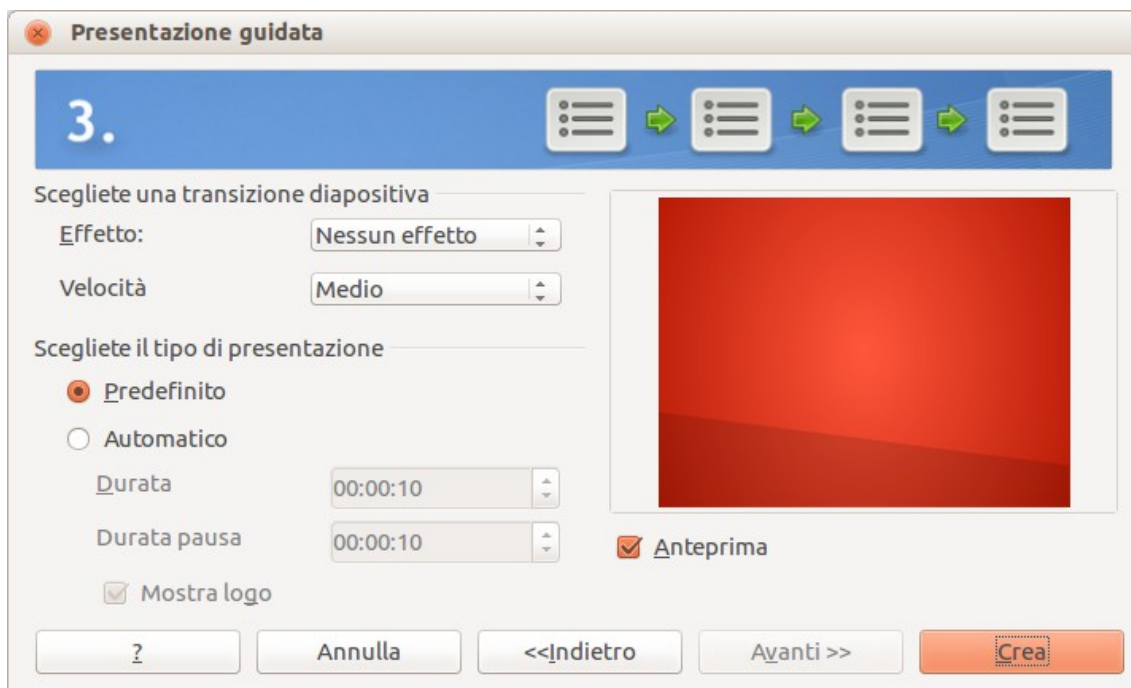 Presentazione guidata
3.
Scegliete una transizione diapositiva
Effetto: Nessun effetto
Velocità Medio
Scegliete il tipo di presentazione
Predefinito
Automatico
Durata 00:00:10
Durata pausa 00:00:10
Mostra logo
Anteprima
? Annulla <<Indietro Avanti >> Crea